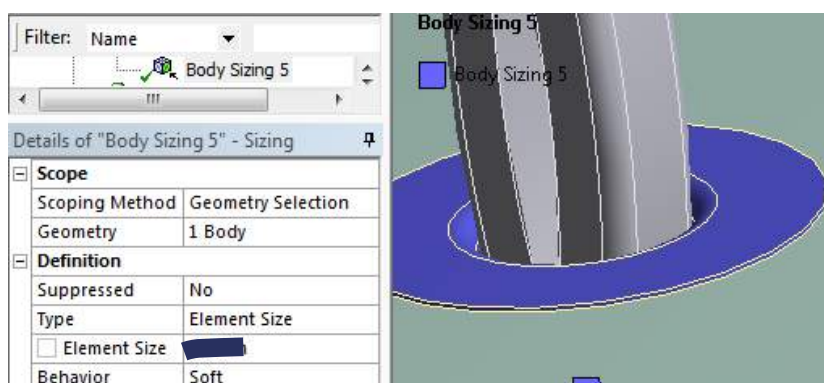 Filter: Name
Body Sizing 5
Details of "Body Sizing 5" - Sizing
Scope
Scoping Method Geometry Selection
Geometry 1 Body
Definition
Suppressed No
Type Element Size
Element Size
Behavior Soft
Body Sizing 5
Body Sizing 5